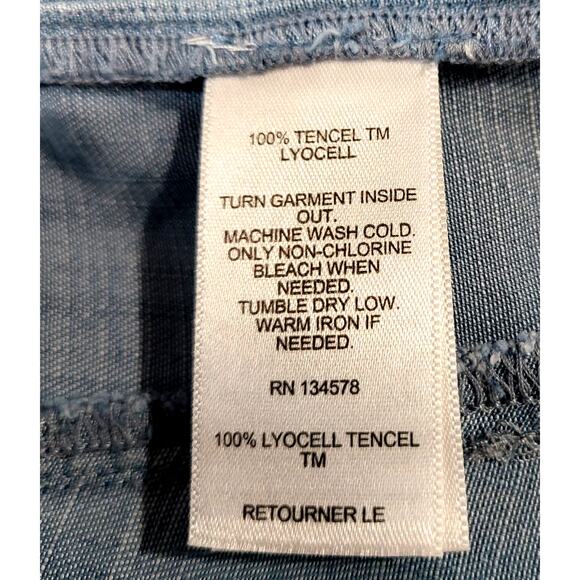 100% TENCEL TM
LYOCELL
TURN GARMENT INSIDE
OUT.
MACHINE WASH COLD.
ONLY NON-CHLORINE
BLEACH WHEN
NEEDED.
TUMBLE DRY LOW.
WARM IRON IF
NEEDED.
RN 134578
100% LYOCELL TENCEL
TM
RETOURNER LE